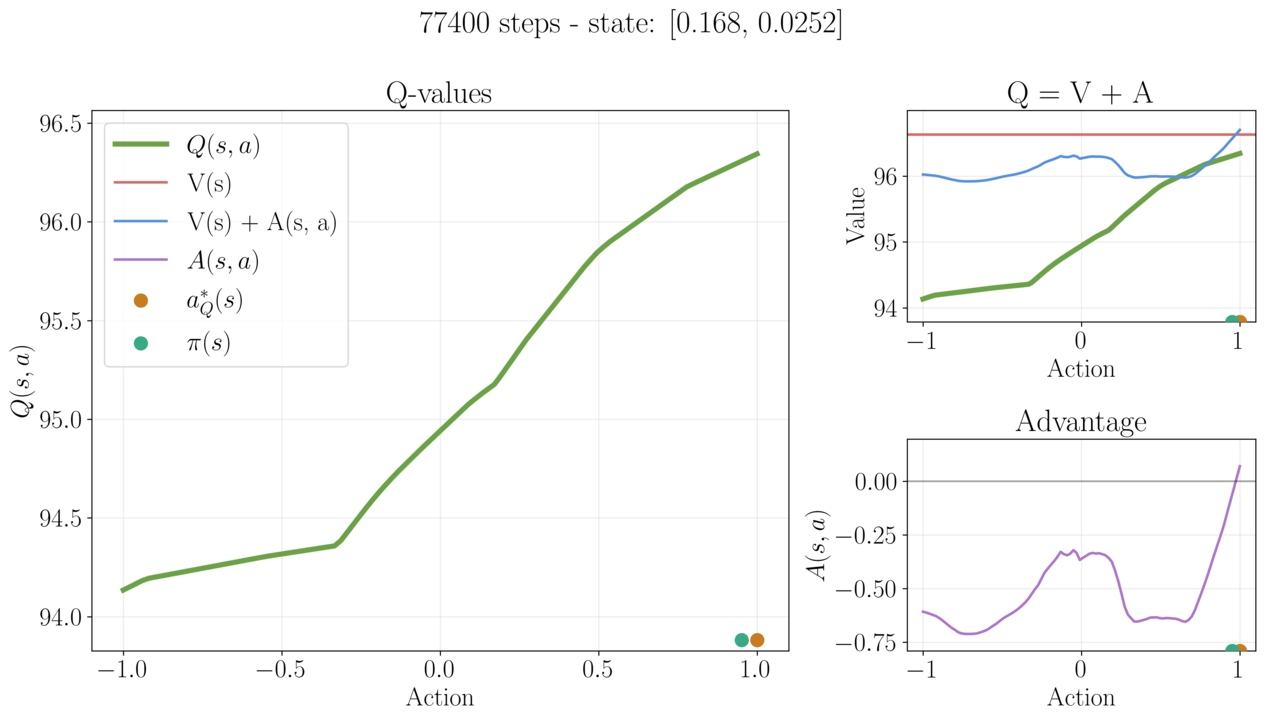 77400 steps - state: [0.168, 0.0252]
Q-values
Q(s, a)
96.5
96.0
95.5
95.0
94.5
94.0
−1.0 −0.5 0.0 0.5 1.0
Action
Q(s, a)
V(s)
V(s) + A(s, a)
A(s, a)
a*Q(s)
π(s)
Q = V + A
Value
96
95
94
−1 0 1
Action
Advantage
A(s, a)
0.00
−0.25
−0.50
−0.75
−1 0 1
Action